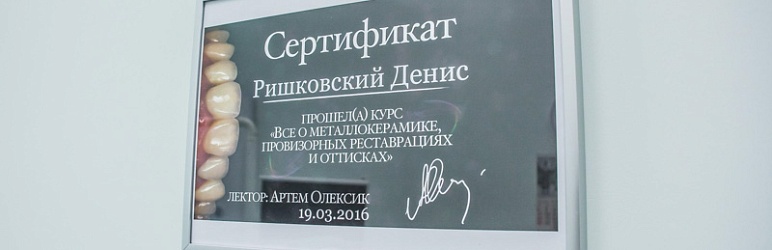 Сертификат
Ришковский Денис
прошел(а) курс
«Все о металлокерамике,
провизорных реставрациях
и оттисках»
лектор: Артем Олексик
19.03.2016